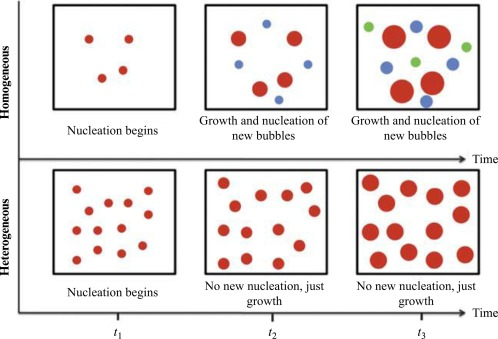 Homogeneous
Nucleation begins
Growth and nucleation of
new bubbles
Growth and nucleation of
new bubbles
Time
Heterogeneous
Nucleation begins
No new nucleation, just
growth
No new nucleation, just
growth
Time
t1
t2
t3